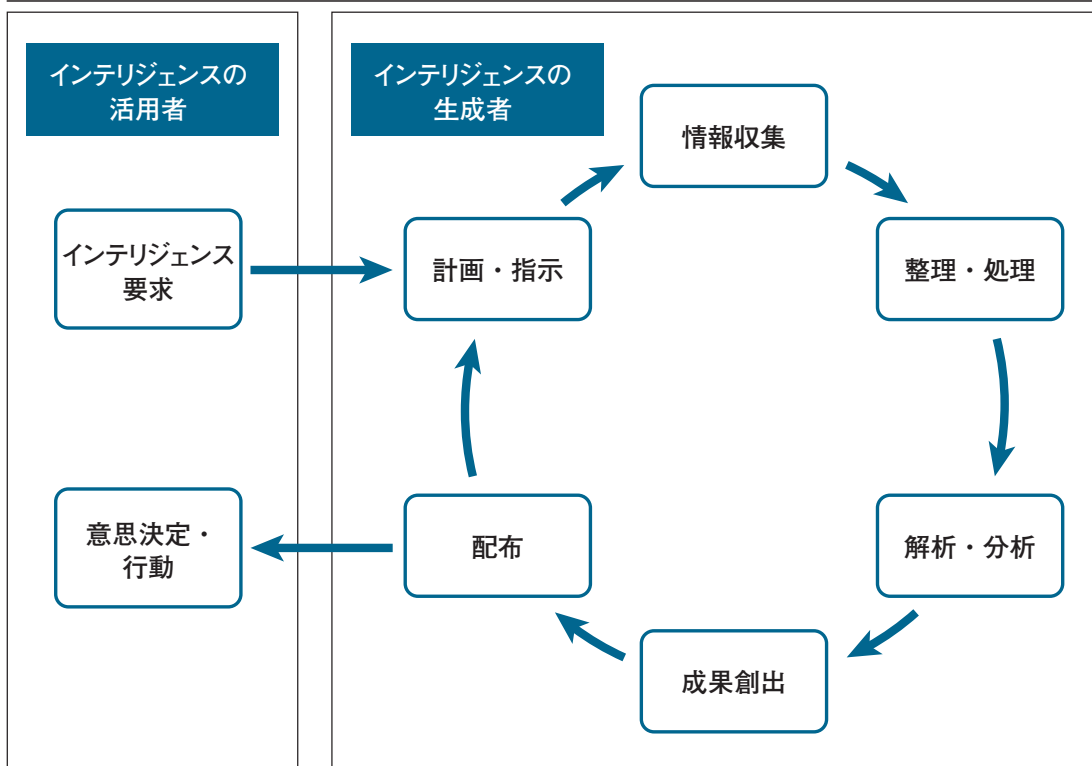 インテリジェンスの
活用者
インテリジェンス
要求
意思決定・
行動
インテリジェンスの
生成者
情報収集
計画・指示
整理・処理
配布
解析・分析
成果創出